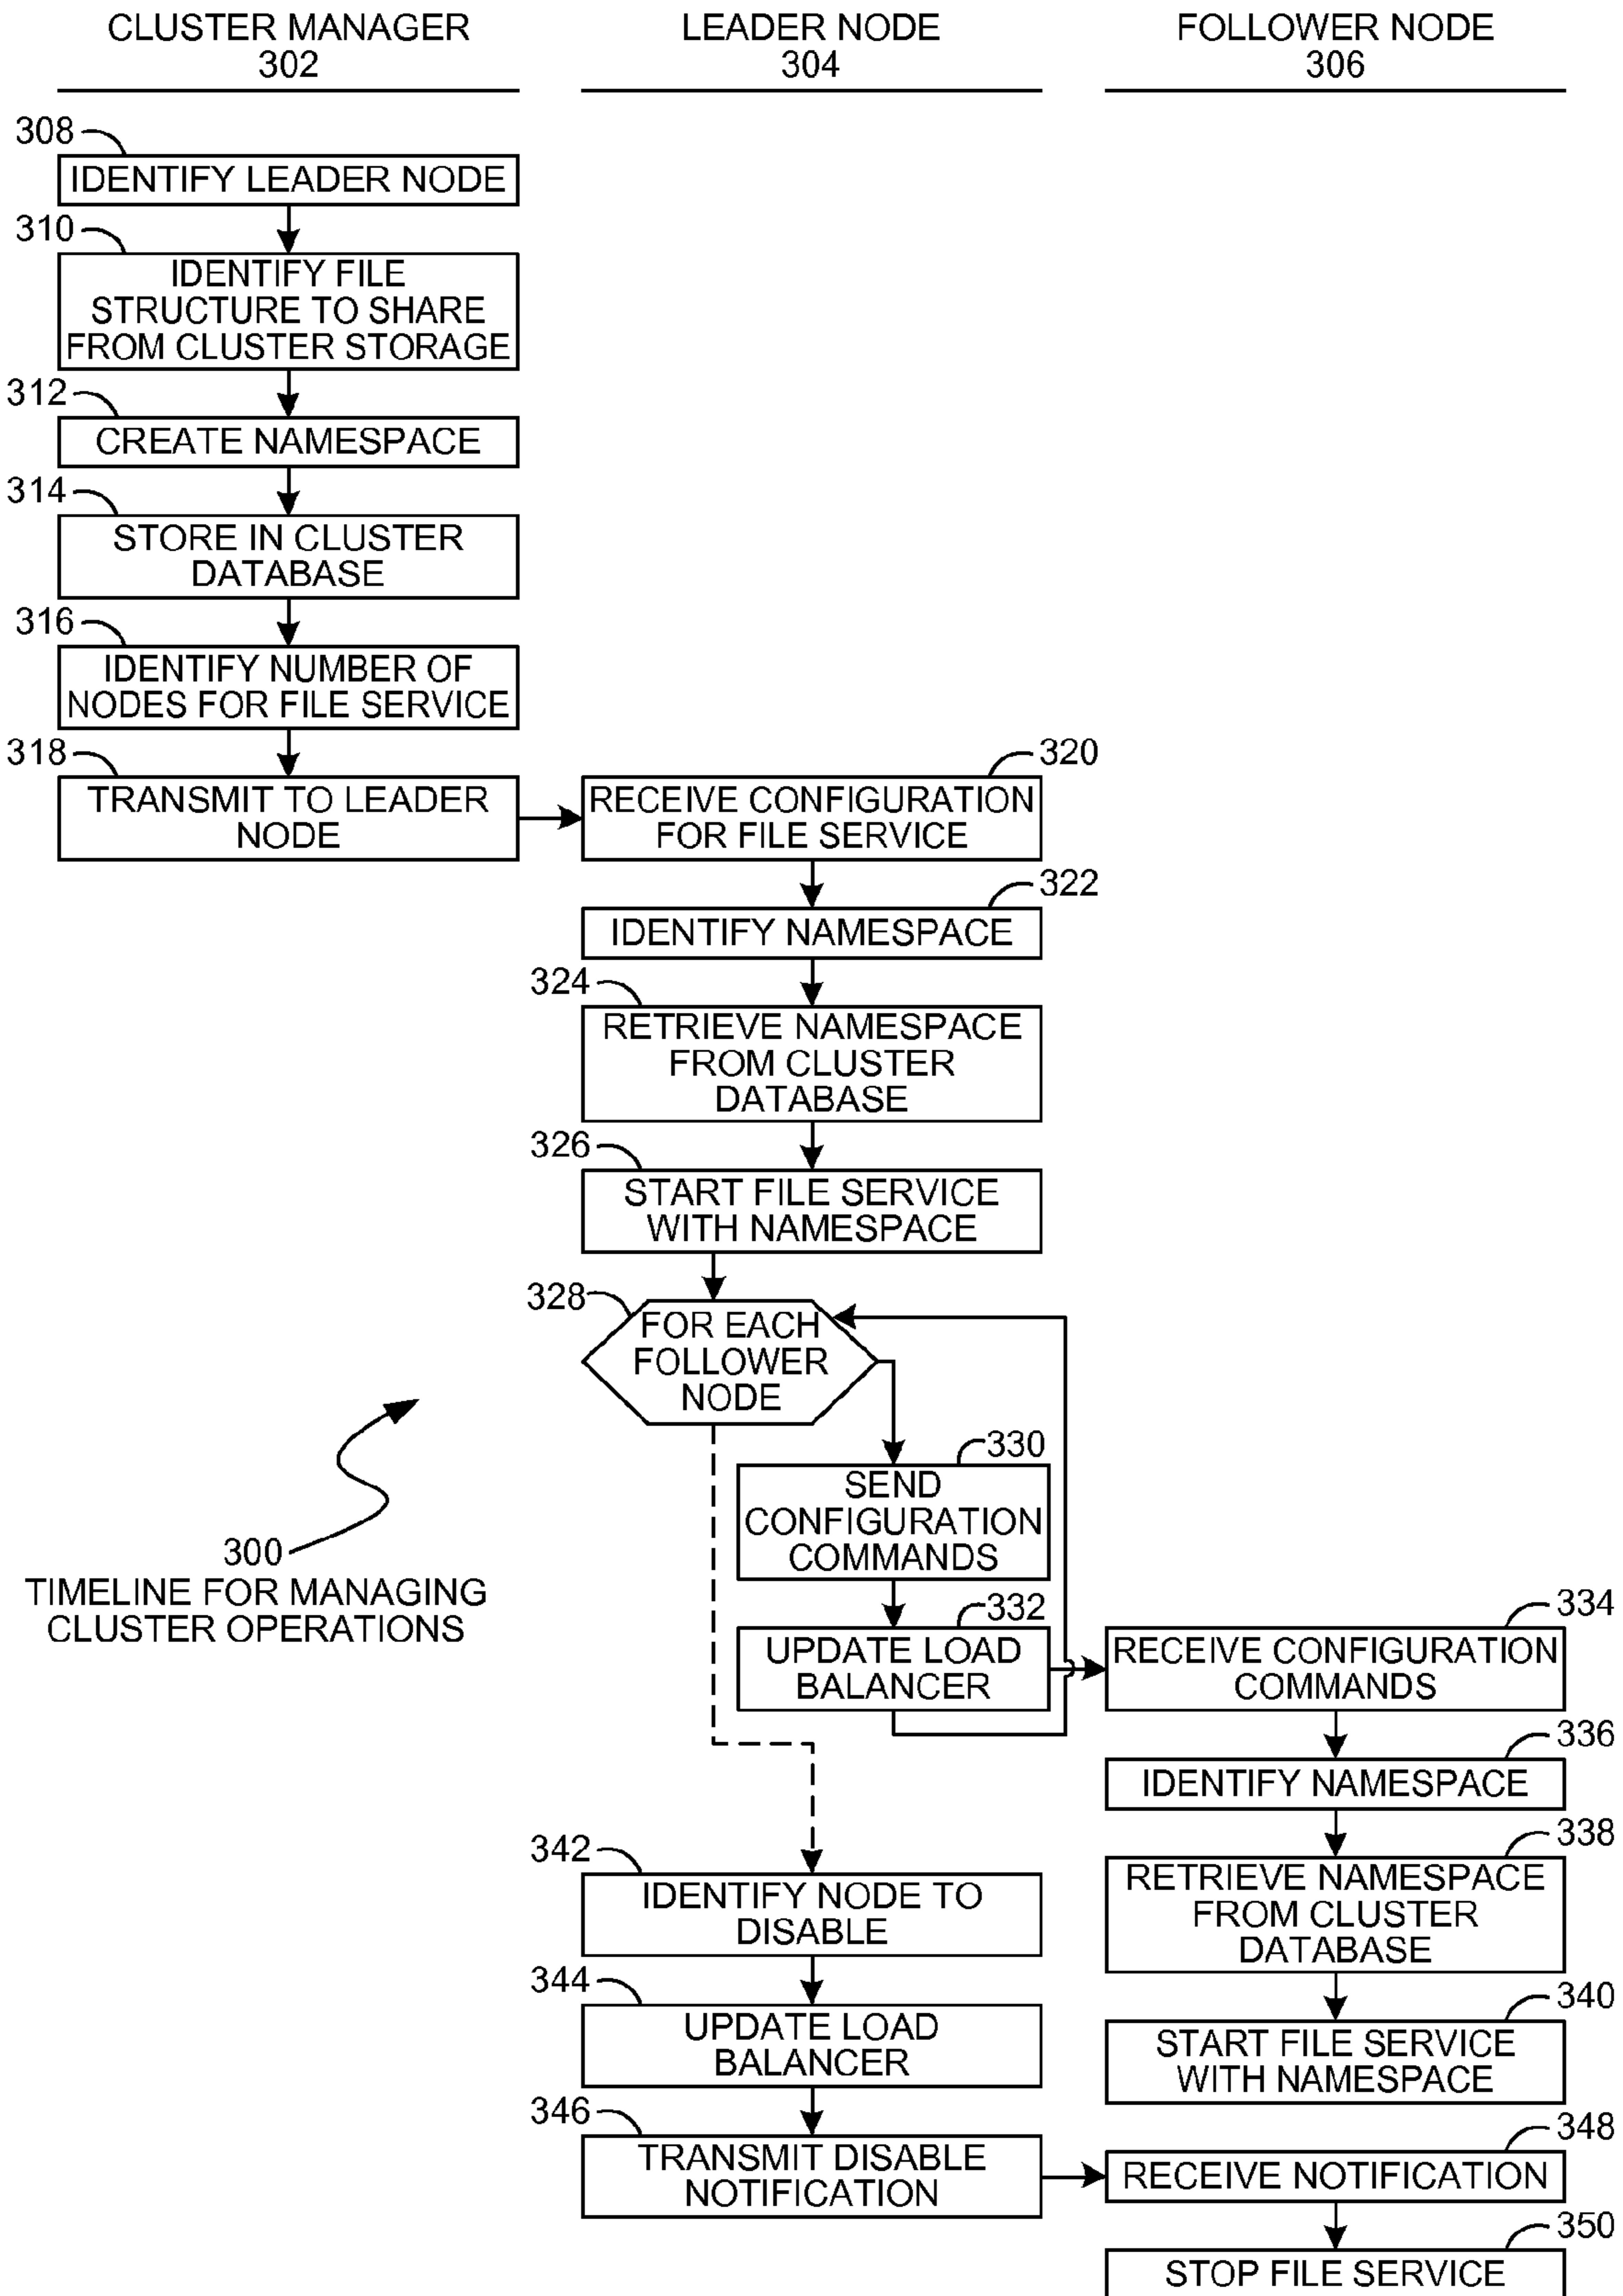 CLUSTER MANAGER
302
LEADER NODE
304
FOLLOWER NODE
306
308
IDENTIFY LEADER NODE
310
IDENTIFY FILE
STRUCTURE TO SHARE
FROM CLUSTER STORAGE
312
CREATE NAMESPACE
314
STORE IN CLUSTER
DATABASE
316
IDENTIFY NUMBER OF
NODES FOR FILE SERVICE
318
TRANSMIT TO LEADER
NODE
320
RECEIVE CONFIGURATION
FOR FILE SERVICE
322
IDENTIFY NAMESPACE
324
RETRIEVE NAMESPACE
FROM CLUSTER
DATABASE
326
START FILE SERVICE
WITH NAMESPACE
328
FOR EACH
FOLLOWER
NODE
330
SEND
CONFIGURATION
COMMANDS
332
UPDATE LOAD
BALANCER
300
TIMELINE FOR MANAGING
CLUSTER OPERATIONS
334
RECEIVE CONFIGURATION
COMMANDS
336
IDENTIFY NAMESPACE
338
RETRIEVE NAMESPACE
FROM CLUSTER
DATABASE
340
START FILE SERVICE
WITH NAMESPACE
342
IDENTIFY NODE TO
DISABLE
344
UPDATE LOAD
BALANCER
346
TRANSMIT DISABLE
NOTIFICATION
348
RECEIVE NOTIFICATION
350
STOP FILE SERVICE